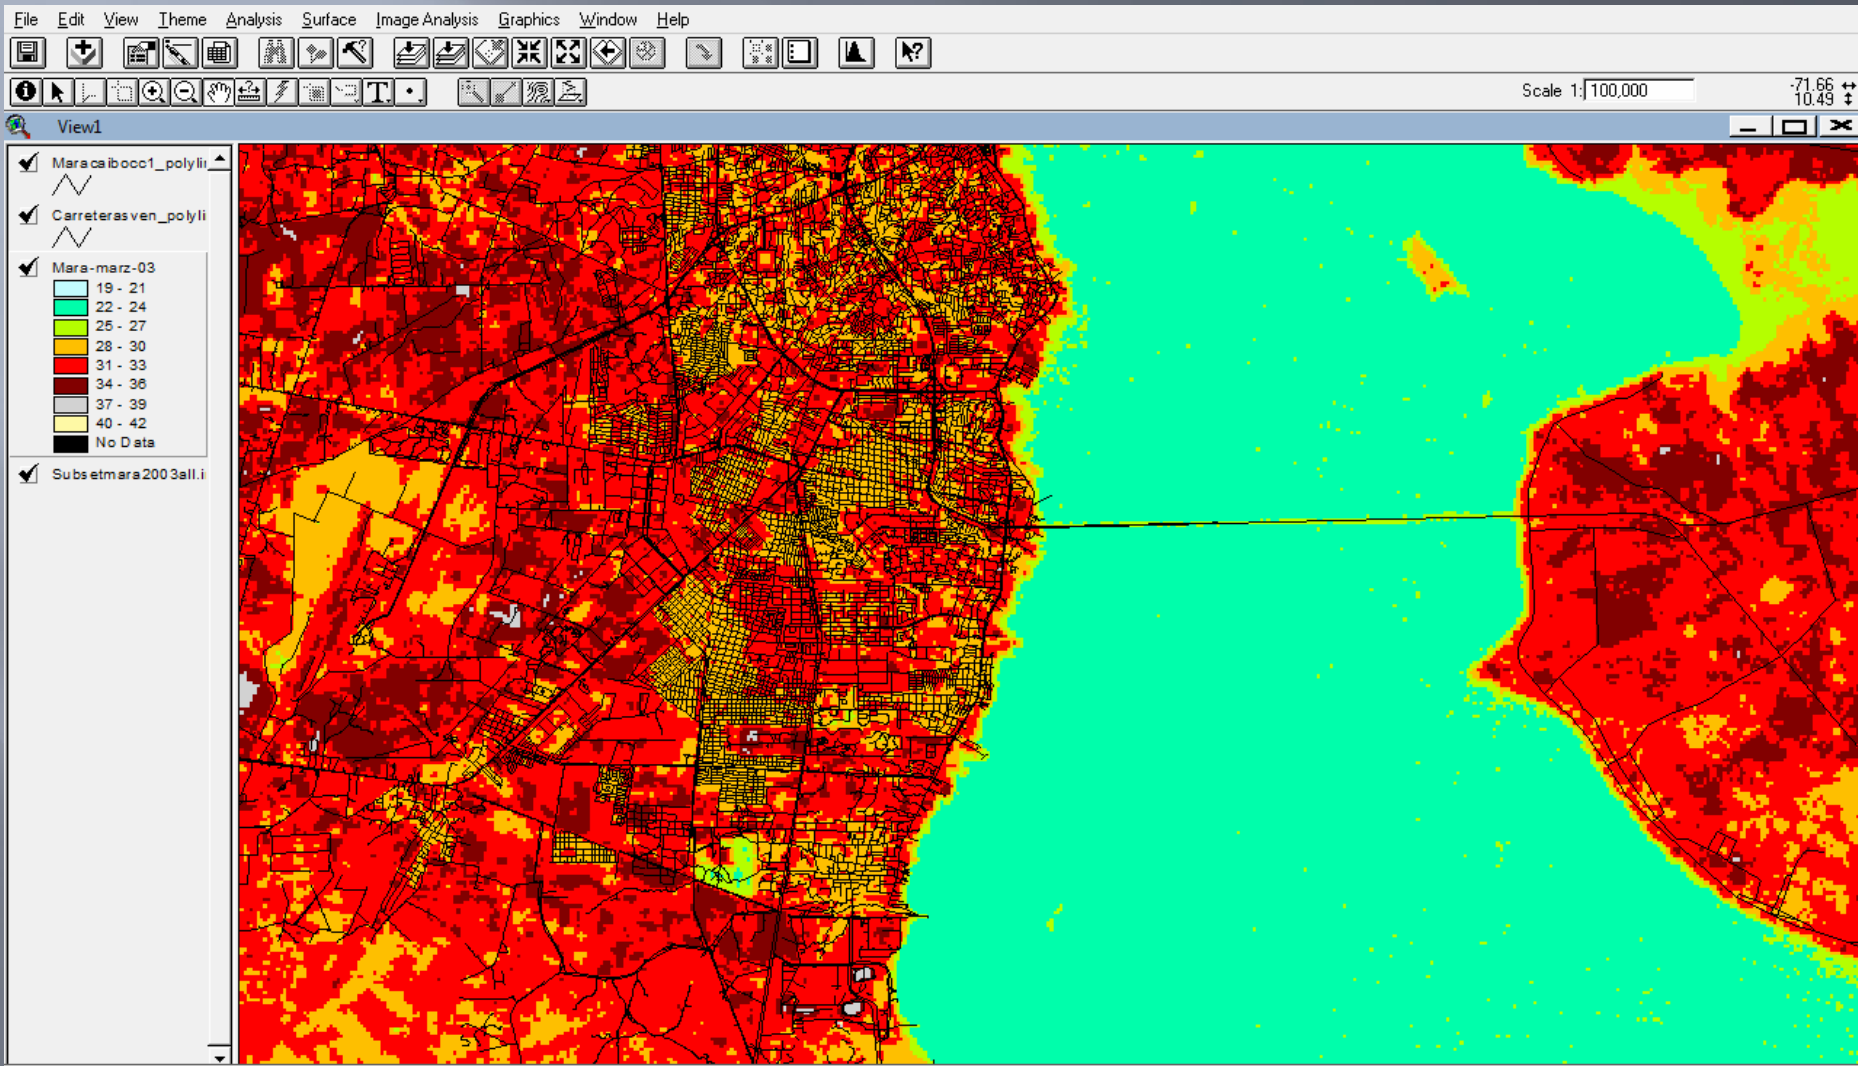 File Edit View Theme Analysis Surface Image Analysis Graphics Window Help
Scale 1: 100,000
-71.66
10.49
View1
Maracaibocc1_polylin
Carreterasven_polyli
Mara-marz-03
19 - 21
22 - 24
25 - 27
28 - 30
31 - 33
34 - 36
37 - 39
40 - 42
No Data
Subsetmara2003all.i